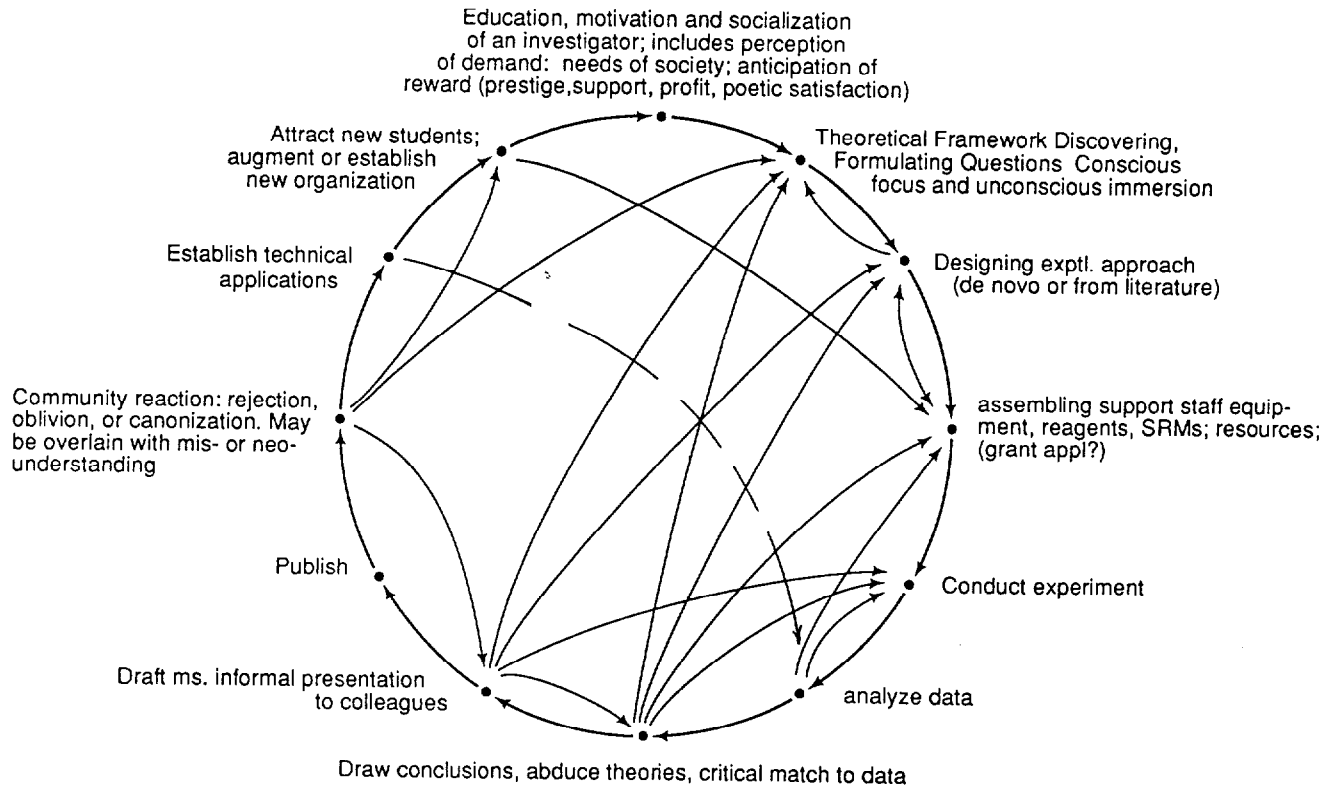 Education, motivation and socialization
of an investigator; includes perception
of demand: needs of society; anticipation of
reward (prestige,support, profit, poetic satisfaction)
Attract new students;
augment or establish
new organization
Theoretical Framework Discovering,
Formulating Questions Conscious
focus and unconscious immersion
Establish technical
applications
Designing exptl. approach
(de novo or from literature)
Community reaction: rejection,
oblivion, or canonization. May
be overlain with mis- or neo-
understanding
assembling support staff equip-
ment, reagents, SRMs; resources;
(grant appl?)
Publish
Conduct experiment
Draft ms. informal presentation
to colleagues
analyze data
Draw conclusions, abduce theories, critical match to data